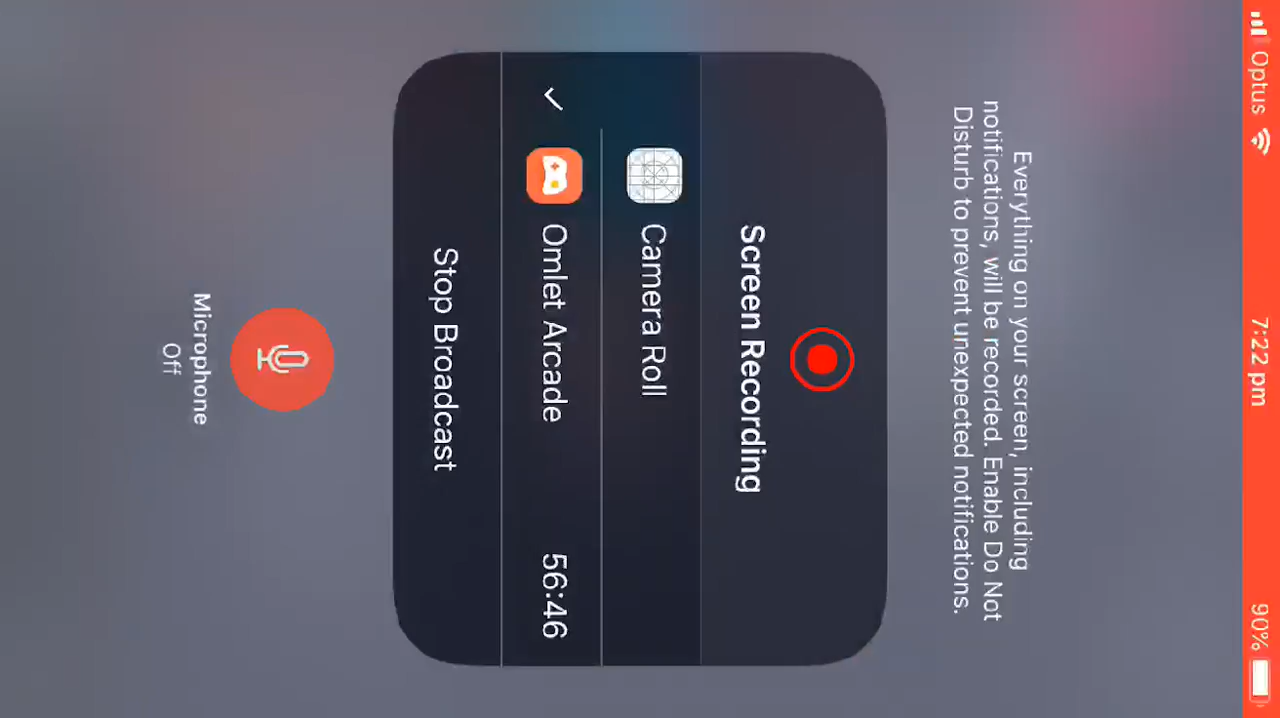 Optus
7:22 pm
90%
Everything on your screen, including
notifications, will be recorded. Enable Do Not
Disturb to prevent unexpected notifications.
Screen Recording
Camera Roll
Omlet Arcade
56:46
Stop Broadcast
Microphone
Off